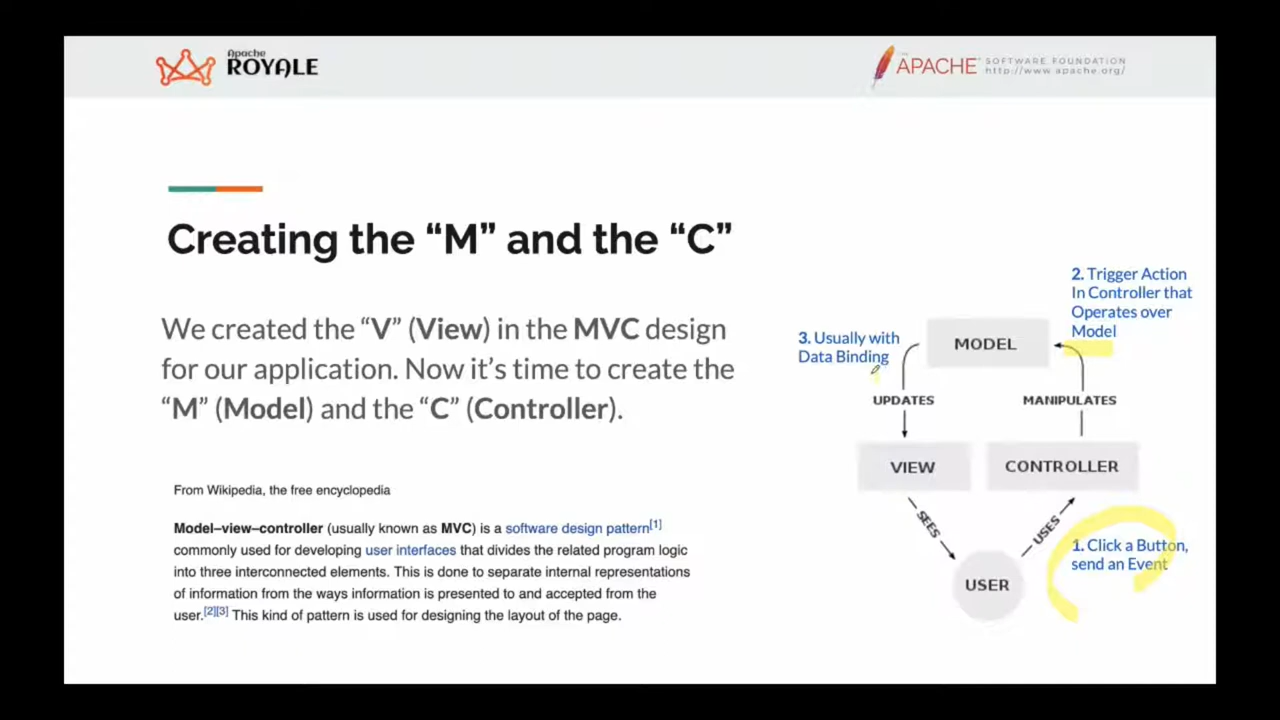 Apache
ROYALE
THE
APACHE
SOFTWARE FOUNDATION
http://www.apache.org/
Creating the “M” and the “C”
We created the “V” (View) in the MVC design
for our application. Now it’s time to create the
“M” (Model) and the “C” (Controller).
From Wikipedia, the free encyclopedia
Model–view–controller (usually known as MVC) is a software design pattern[1]
commonly used for developing user interfaces that divides the related program logic
into three interconnected elements. This is done to separate internal representations
of information from the ways information is presented to and accepted from the
user.[2][3] This kind of pattern is used for designing the layout of the page.
2. Trigger Action
In Controller that
Operates over
Model
3. Usually with
Data Binding
MODEL
UPDATES
MANIPULATES
VIEW
CONTROLLER
SEES
USES
USER
1. Click a Button,
send an Event